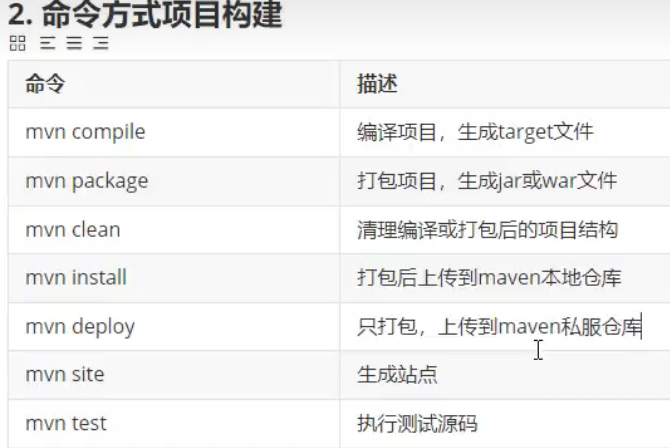 2. 命令方式项目构建
命令 描述
mvn compile 编译项目，生成target文件
mvn package 打包项目，生成jar或war文件
mvn clean 清理编译或打包后的项目结构
mvn install 打包后上传到maven本地仓库
mvn deploy 只打包，上传到maven私服仓库
mvn site 生成站点
mvn test 执行测试源码